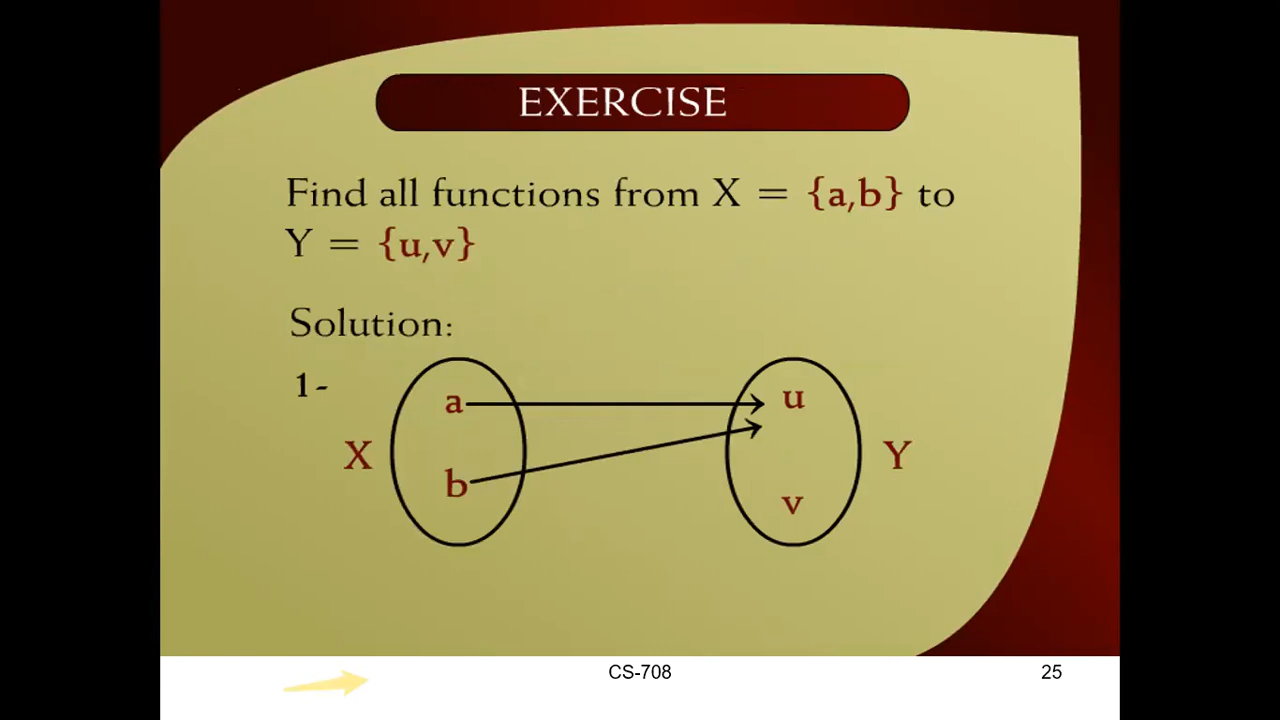 EXERCISE
Find all functions from X = {a,b} to
Y = {u,v}
Solution:
1-
a
u
X
Y
b
v
CS-708
25